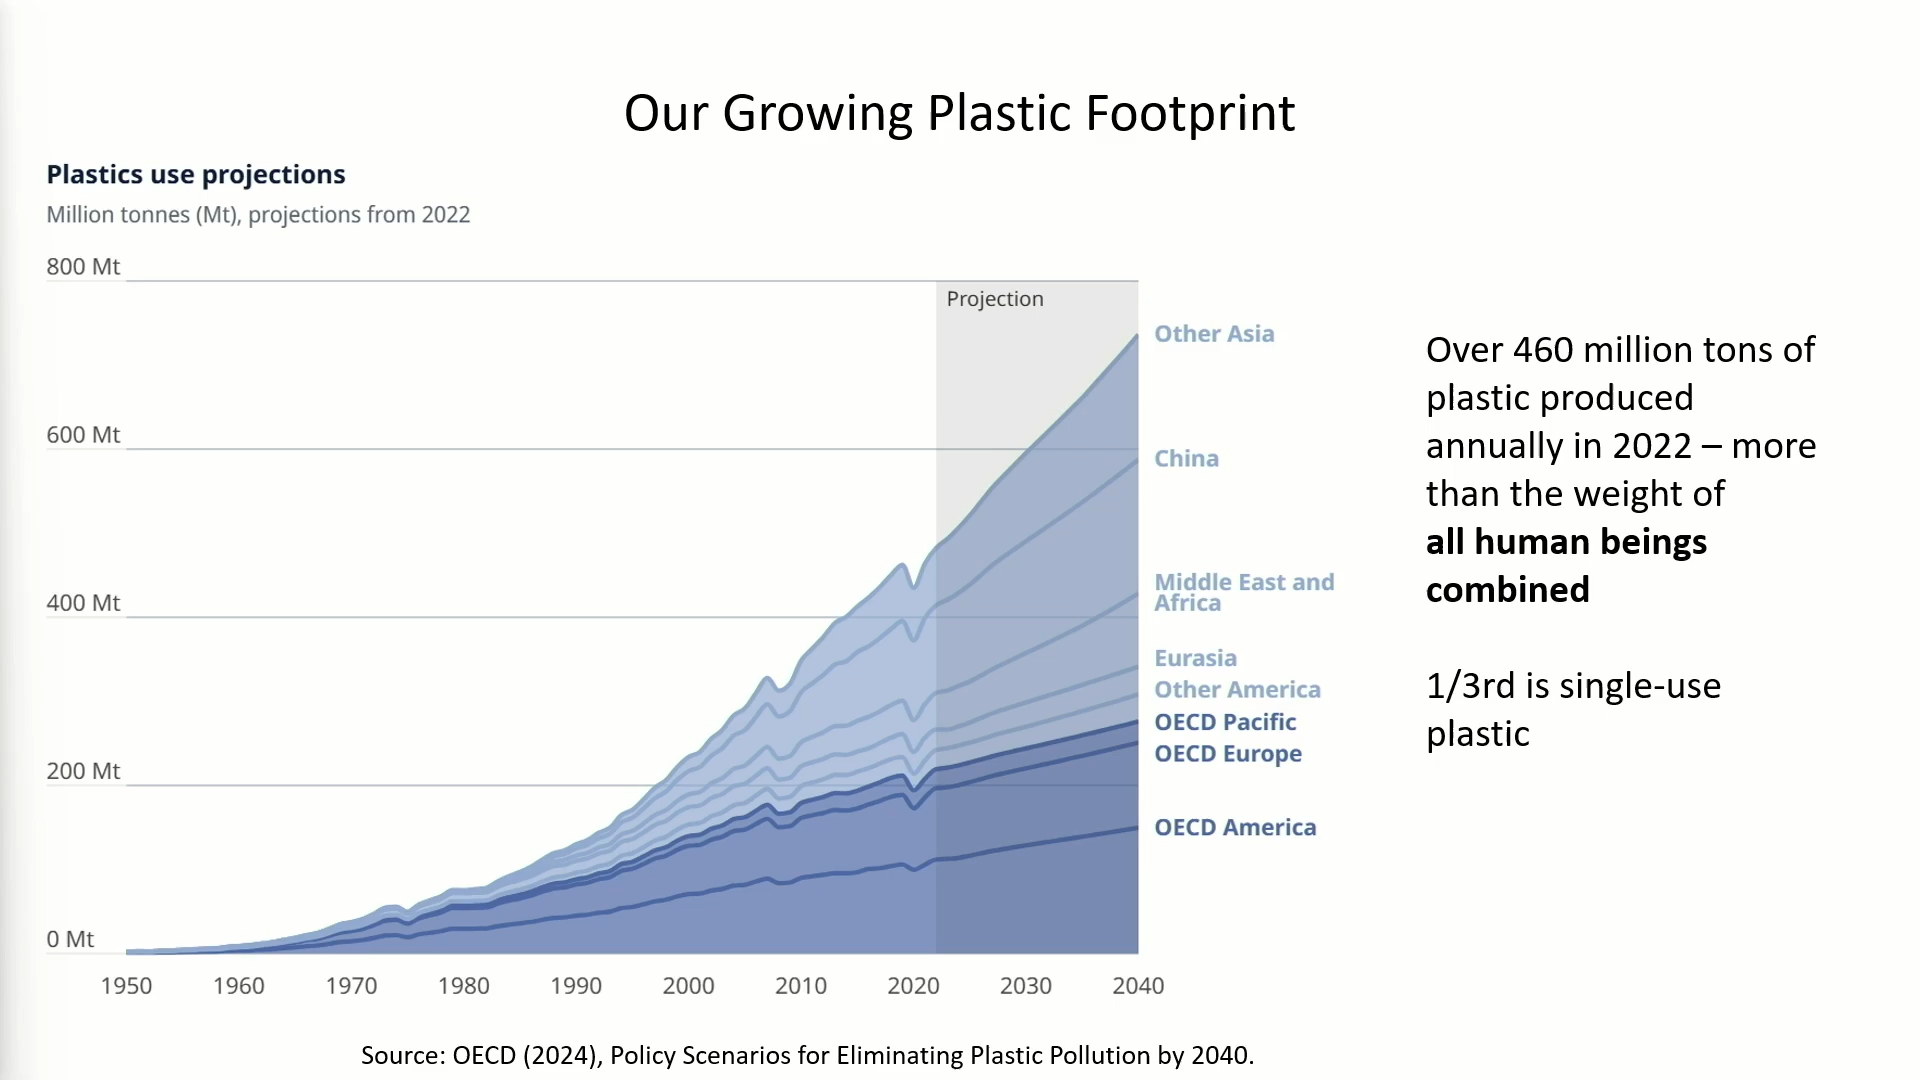 Our Growing Plastic Footprint
Plastics use projections
Million tonnes (Mt), projections from 2022
800 Mt
600 Mt
400 Mt
200 Mt
0 Mt
Projection
1950 1960 1970 1980 1990 2000 2010 2020 2030 2040
Other Asia
China
Middle East and
Africa
Eurasia
Other America
OECD Pacific
OECD Europe
OECD America
Over 460 million tons of
plastic produced
annually in 2022 – more
than the weight of
all human beings
combined
1/3rd is single-use
plastic
Source: OECD (2024), Policy Scenarios for Eliminating Plastic Pollution by 2040.